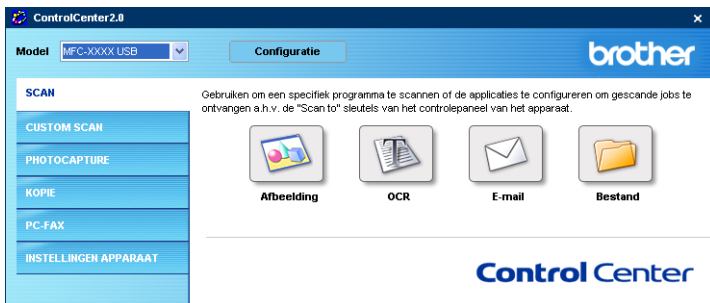 ControlCenter2.0
Model MFC-XXXX USB Configuratie brother
SCAN
CUSTOM SCAN
PHOTOCAPTURE
KOPIE
PC-FAX
INSTELLINGEN APPARAAT
Gebruiken om een specifiek programma te scannen of de applicaties te configureren om gescande jobs te
ontvangen a.h.v. de "Scan to" sleutels van het controlepaneel van het apparaat.
Afbeelding OCR E-mail Bestand
Control Center